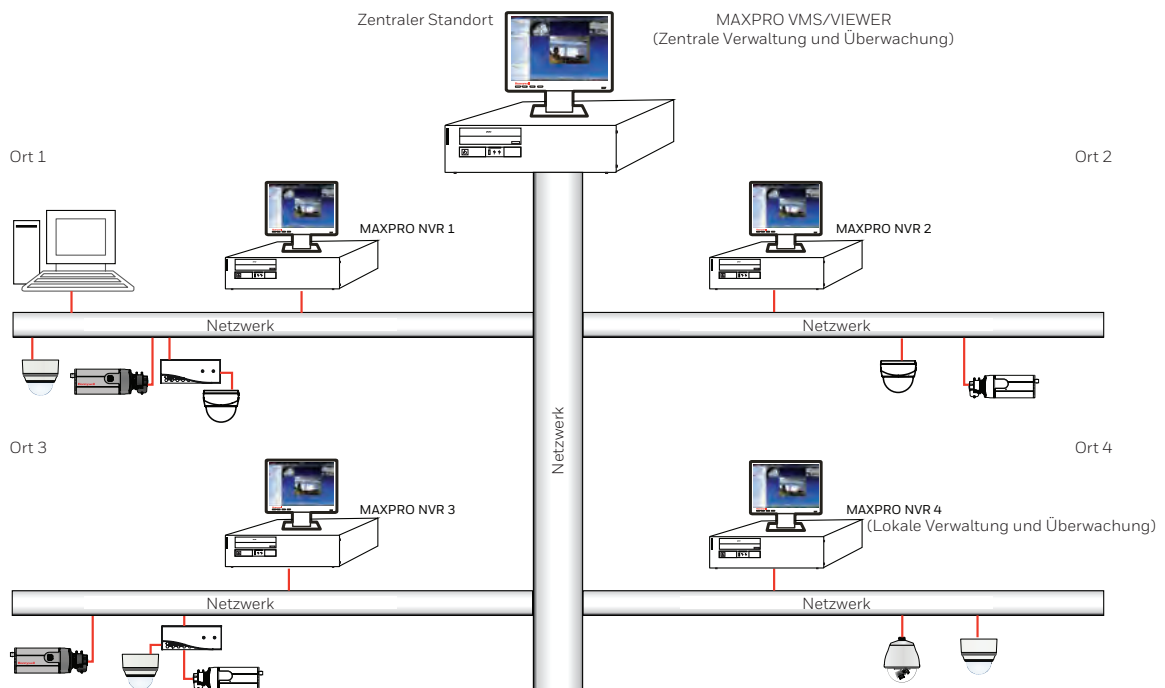 Zentraler Standort
MAXPRO VMS/VIEWER
(Zentrale Verwaltung und Überwachung)
Ort 1
Ort 2
MAXPRO NVR 1
MAXPRO NVR 2
Netzwerk
Netzwerk
Netzwerk
Ort 3
Ort 4
MAXPRO NVR 3
MAXPRO NVR 4
(Lokale Verwaltung und Überwachung)
Netzwerk
Netzwerk